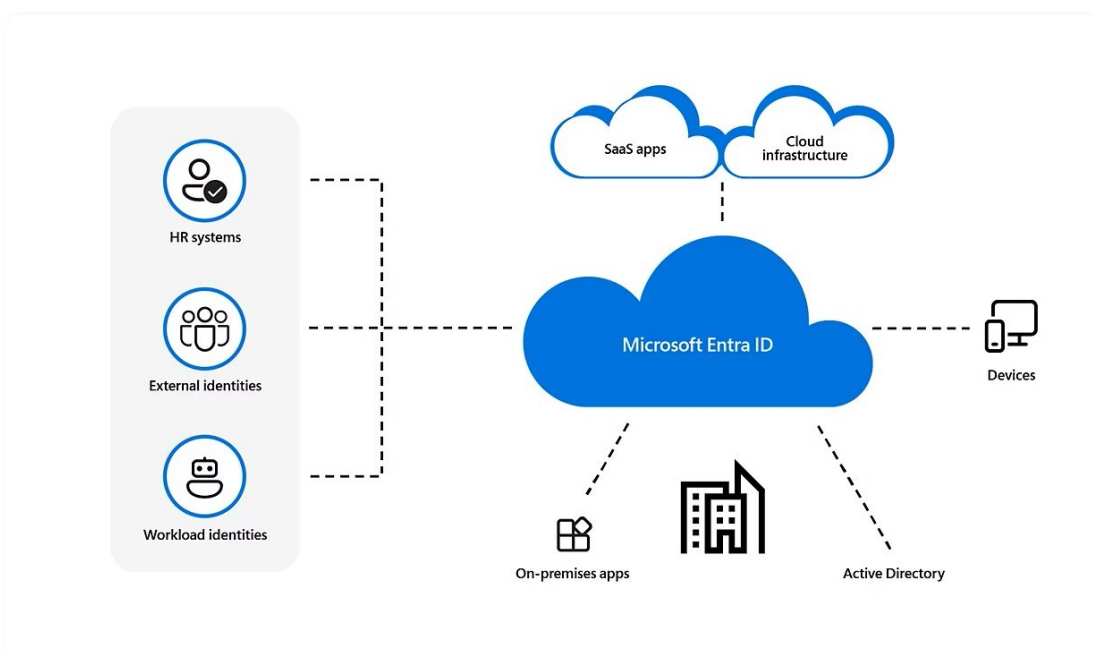 SaaS apps
Cloud
infrastructure
HR systems
External identities
Workload identities
Microsoft Entra ID
Devices
On-premises apps
Active Directory